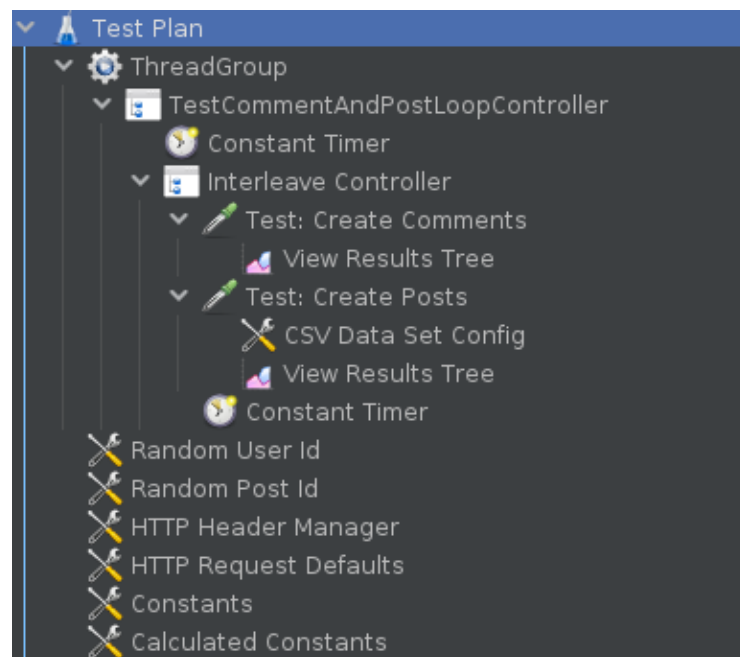 Test Plan
ThreadGroup
TestCommentAndPostLoopController
Constant Timer
Interleave Controller
Test: Create Comments
View Results Tree
Test: Create Posts
CSV Data Set Config
View Results Tree
Constant Timer
Random User Id
Random Post Id
HTTP Header Manager
HTTP Request Defaults
Constants
Calculated Constants